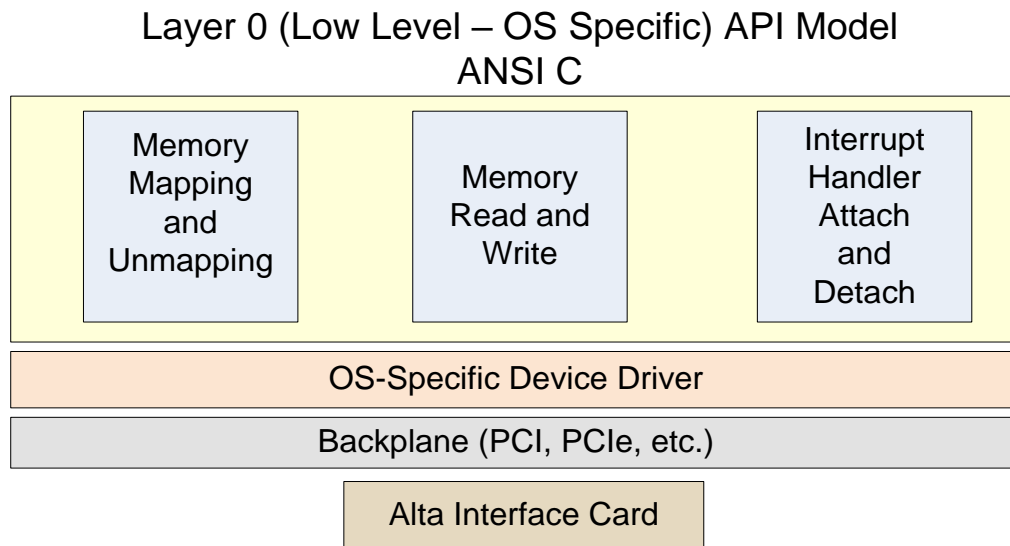 Layer 0 (Low Level – OS Specific) API Model
ANSI C
Memory
Mapping
and
Unmapping
Memory
Read and
Write
Interrupt
Handler
Attach
and
Detach
OS-Specific Device Driver
Backplane (PCI, PCIe, etc.)
Alta Interface Card